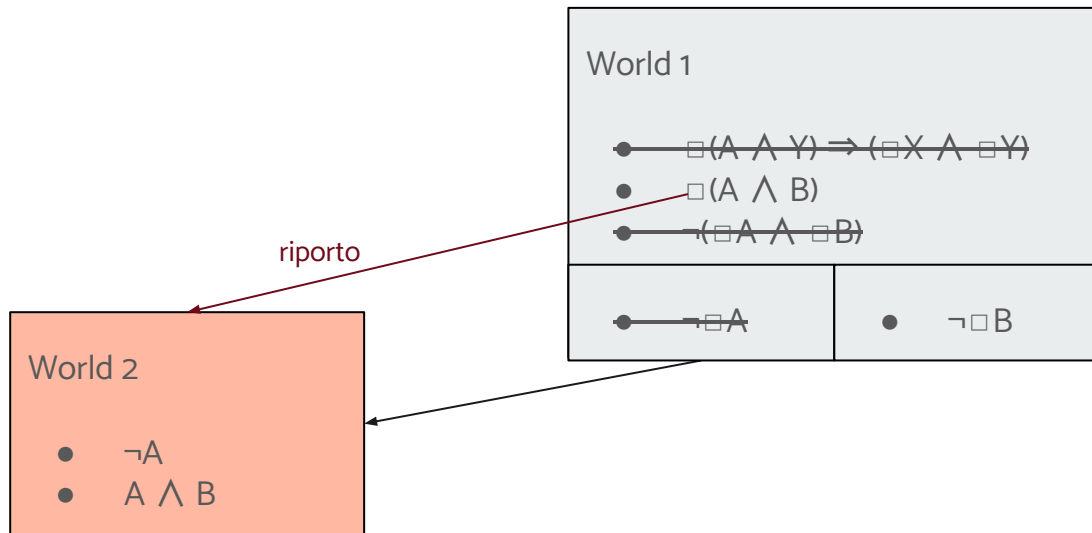 World 1
● □(A ∧ Y) ⇒ (□X ∧ □Y)
● □(A ∧ B)
● ¬(□A ∧ □B)
riporto
● ¬□A ● ¬□B
World 2
● ¬A
● A ∧ B